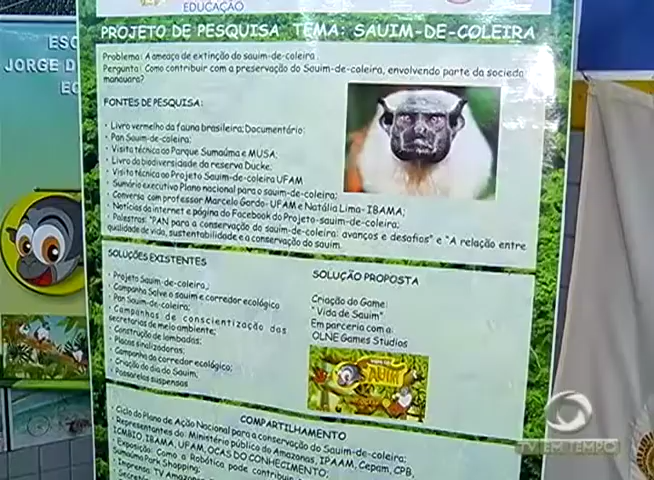 EDUCAÇÃO
PROJETO DE PESQUISA TEMA: SAUIM-DE-COLEIRA
Problema: A ameaça de extinção do sauim-de-coleira.
Pergunta: Como contribuir com a preservação do Sauim-de-coleira, envolvendo parte da socieda
manauara?
FONTES DE PESQUISA:
• Livro vermelho da fauna brasileira; Documentário:
• Pan Sauim-de-coleira;
• Visita técnica ao Parque Sumaúma e MUSA;
• Livro da biodiversidade da reserva Ducke;
• Visita técnica ao Projeto Sauim-de-Coleira UFAM
• Sumário executivo Plano nacional para o sauim-de-coleira;
• Conversa com professor Marcelo Gordo-UFAM e Natália Lima-IBAMA;
• Notícias da internet e página do Facebook do Projeto-sauim-de-coleira;
• Palestras: "PAN para a conservação do sauim-de-coleira: avanços e desafios" e "A relação entre
qualidade de vida, sustentabilidade e a conservação do sauim.
SOLUÇÕES EXISTENTES
• Projeto Sauim-de-coleira,
• Campanha Salve o sauim e corredor ecológico
• Pan Sauim-de-coleira;
• Campanhas de conscientização das
secretarias de meio ambiente;
• Construção de lombadas;
• Placas sinalizadoras;
• Campanha do corredor ecológico;
• Criação do dia do Sauim
• Passarelas suspensas
SOLUÇÃO PROPOSTA
Criação do Game:
"Vida de Sauim"
Em parceria com a:
OLNE Games Studios
SAUIM
COMPARTILHAMENTO
• Ciclo do Plano de Ação Nacional para a conservação do Sauim-de-coleira;
• Representantes do: Ministério público do Amazonas, IPAAM, Cepam, CPB,
ICMBIO, IBAMA, UFAM, OCAS DO CONHECIMENTO;
• Exposição: Como a Robótica pode contribuir
Sumaúma Park Shopping;
• Imprensa: TV Amazonas
ESC
JORGE D
EC
TV EM TEMPO